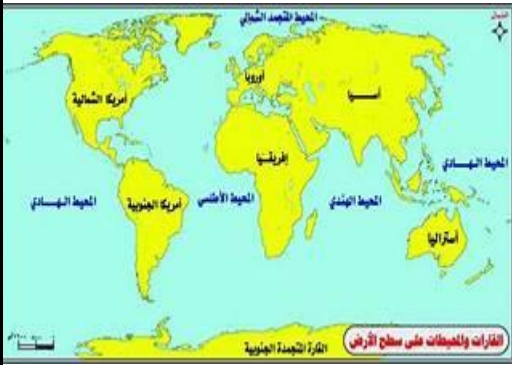 المحيط المتجمد الشمالي
الشمال
أوروبا
آسيا
أمريكا الشمالية
إفريقيا
المحيط الهادي
المحيط الهادي
أمريكا الجنوبية
المحيط الأطلسي
المحيط الهندي
أستراليا
القارة المتجمدة الجنوبية
القارات والمحيطات على سطح الأرض